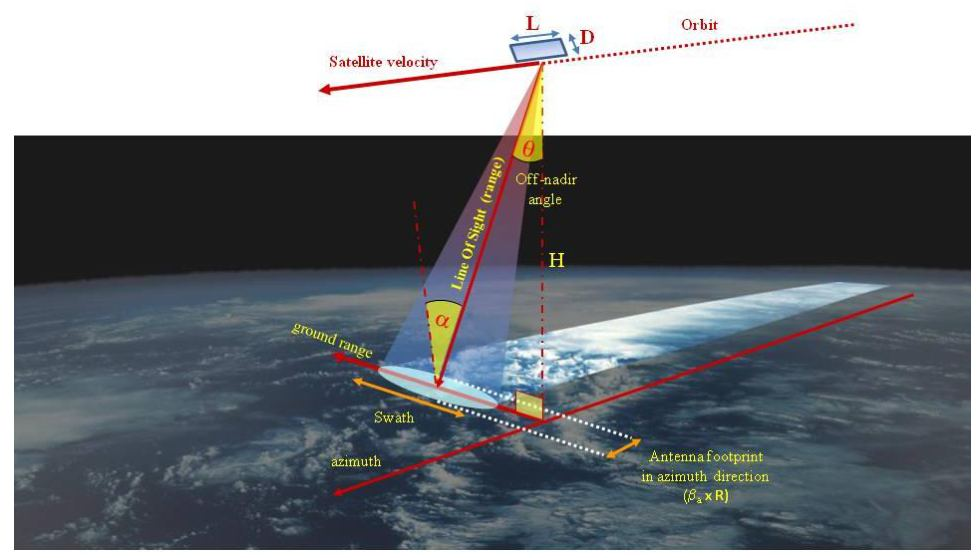 L
D
Orbit
Satellite velocity
θ
Off-nadir
angle
Line Of Sight (range)
H
α
ground range
Swath
azimuth
Antenna footprint
in azimuth direction
(βa x R)